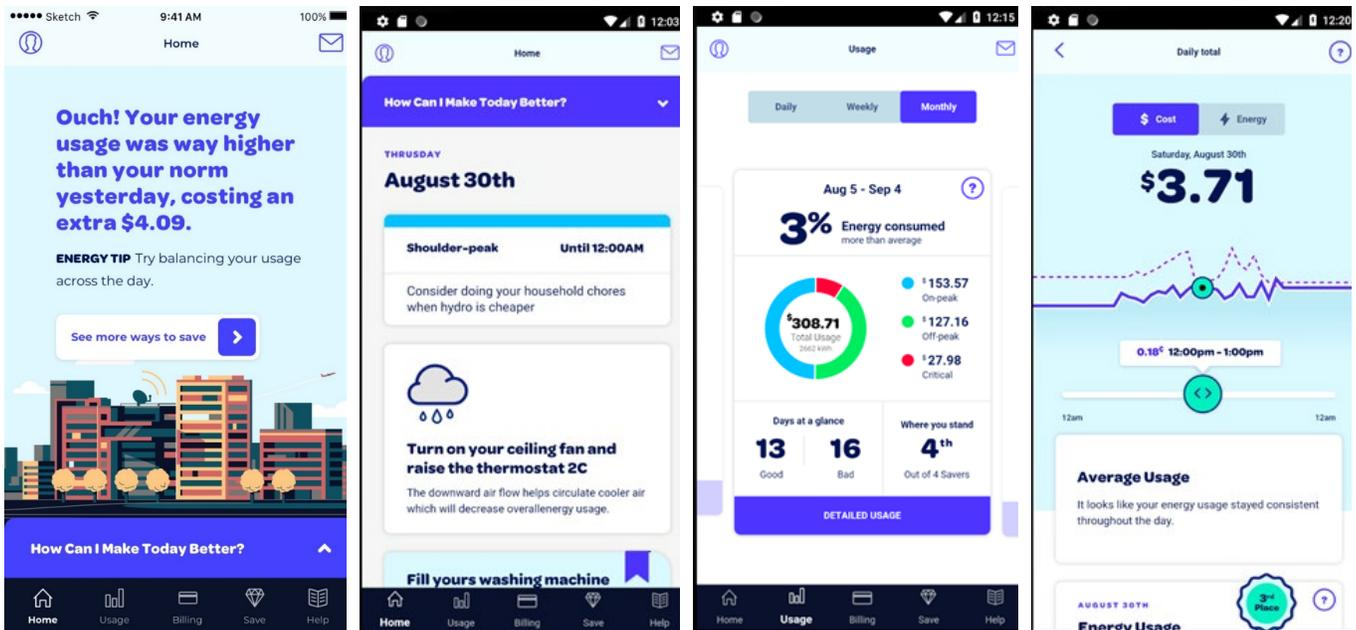 Sketch 9:41 AM 100%
Home
Ouch! Your energy
usage was way higher
than your norm
yesterday, costing an
extra $4.09.
ENERGY TIP Try balancing your usage
across the day.
See more ways to save
How Can I Make Today Better?
Home Usage Billing Save Help
12:03
Home
How Can I Make Today Better?
THRUSDAY
August 30th
Shoulder-peak Until 12:00AM
Consider doing your household chores
when hydro is cheaper
Turn on your ceiling fan and
raise the thermostat 2C
The downward air flow helps circulate cooler air
which will decrease overallenergy usage.
Fill yours washing machine
Home Usage Billing Save Help
12:15
Usage
Daily Weekly Monthly
Aug 5 - Sep 4 ?
3% Energy consumed
more than average
$308.71
Total Usage
2662 kWh
$153.57
On-peak
$127.16
Off-peak
$27.98
Critical
Days at a glance
13 16
Good Bad
Where you stand
4th
Out of 4 Savers
DETAILED USAGE
Home Usage Billing Save Help
12:20
Daily total ?
$ Cost Energy
Saturday, August 30th
$3.71
0.18¢ 12:00pm - 1:00pm
12am 12am
Average Usage
It looks like your energy usage stayed consistent
throughout the day.
AUGUST 30TH
3rd
Place
?
Energy Usage
Home Usage Billing Save Help